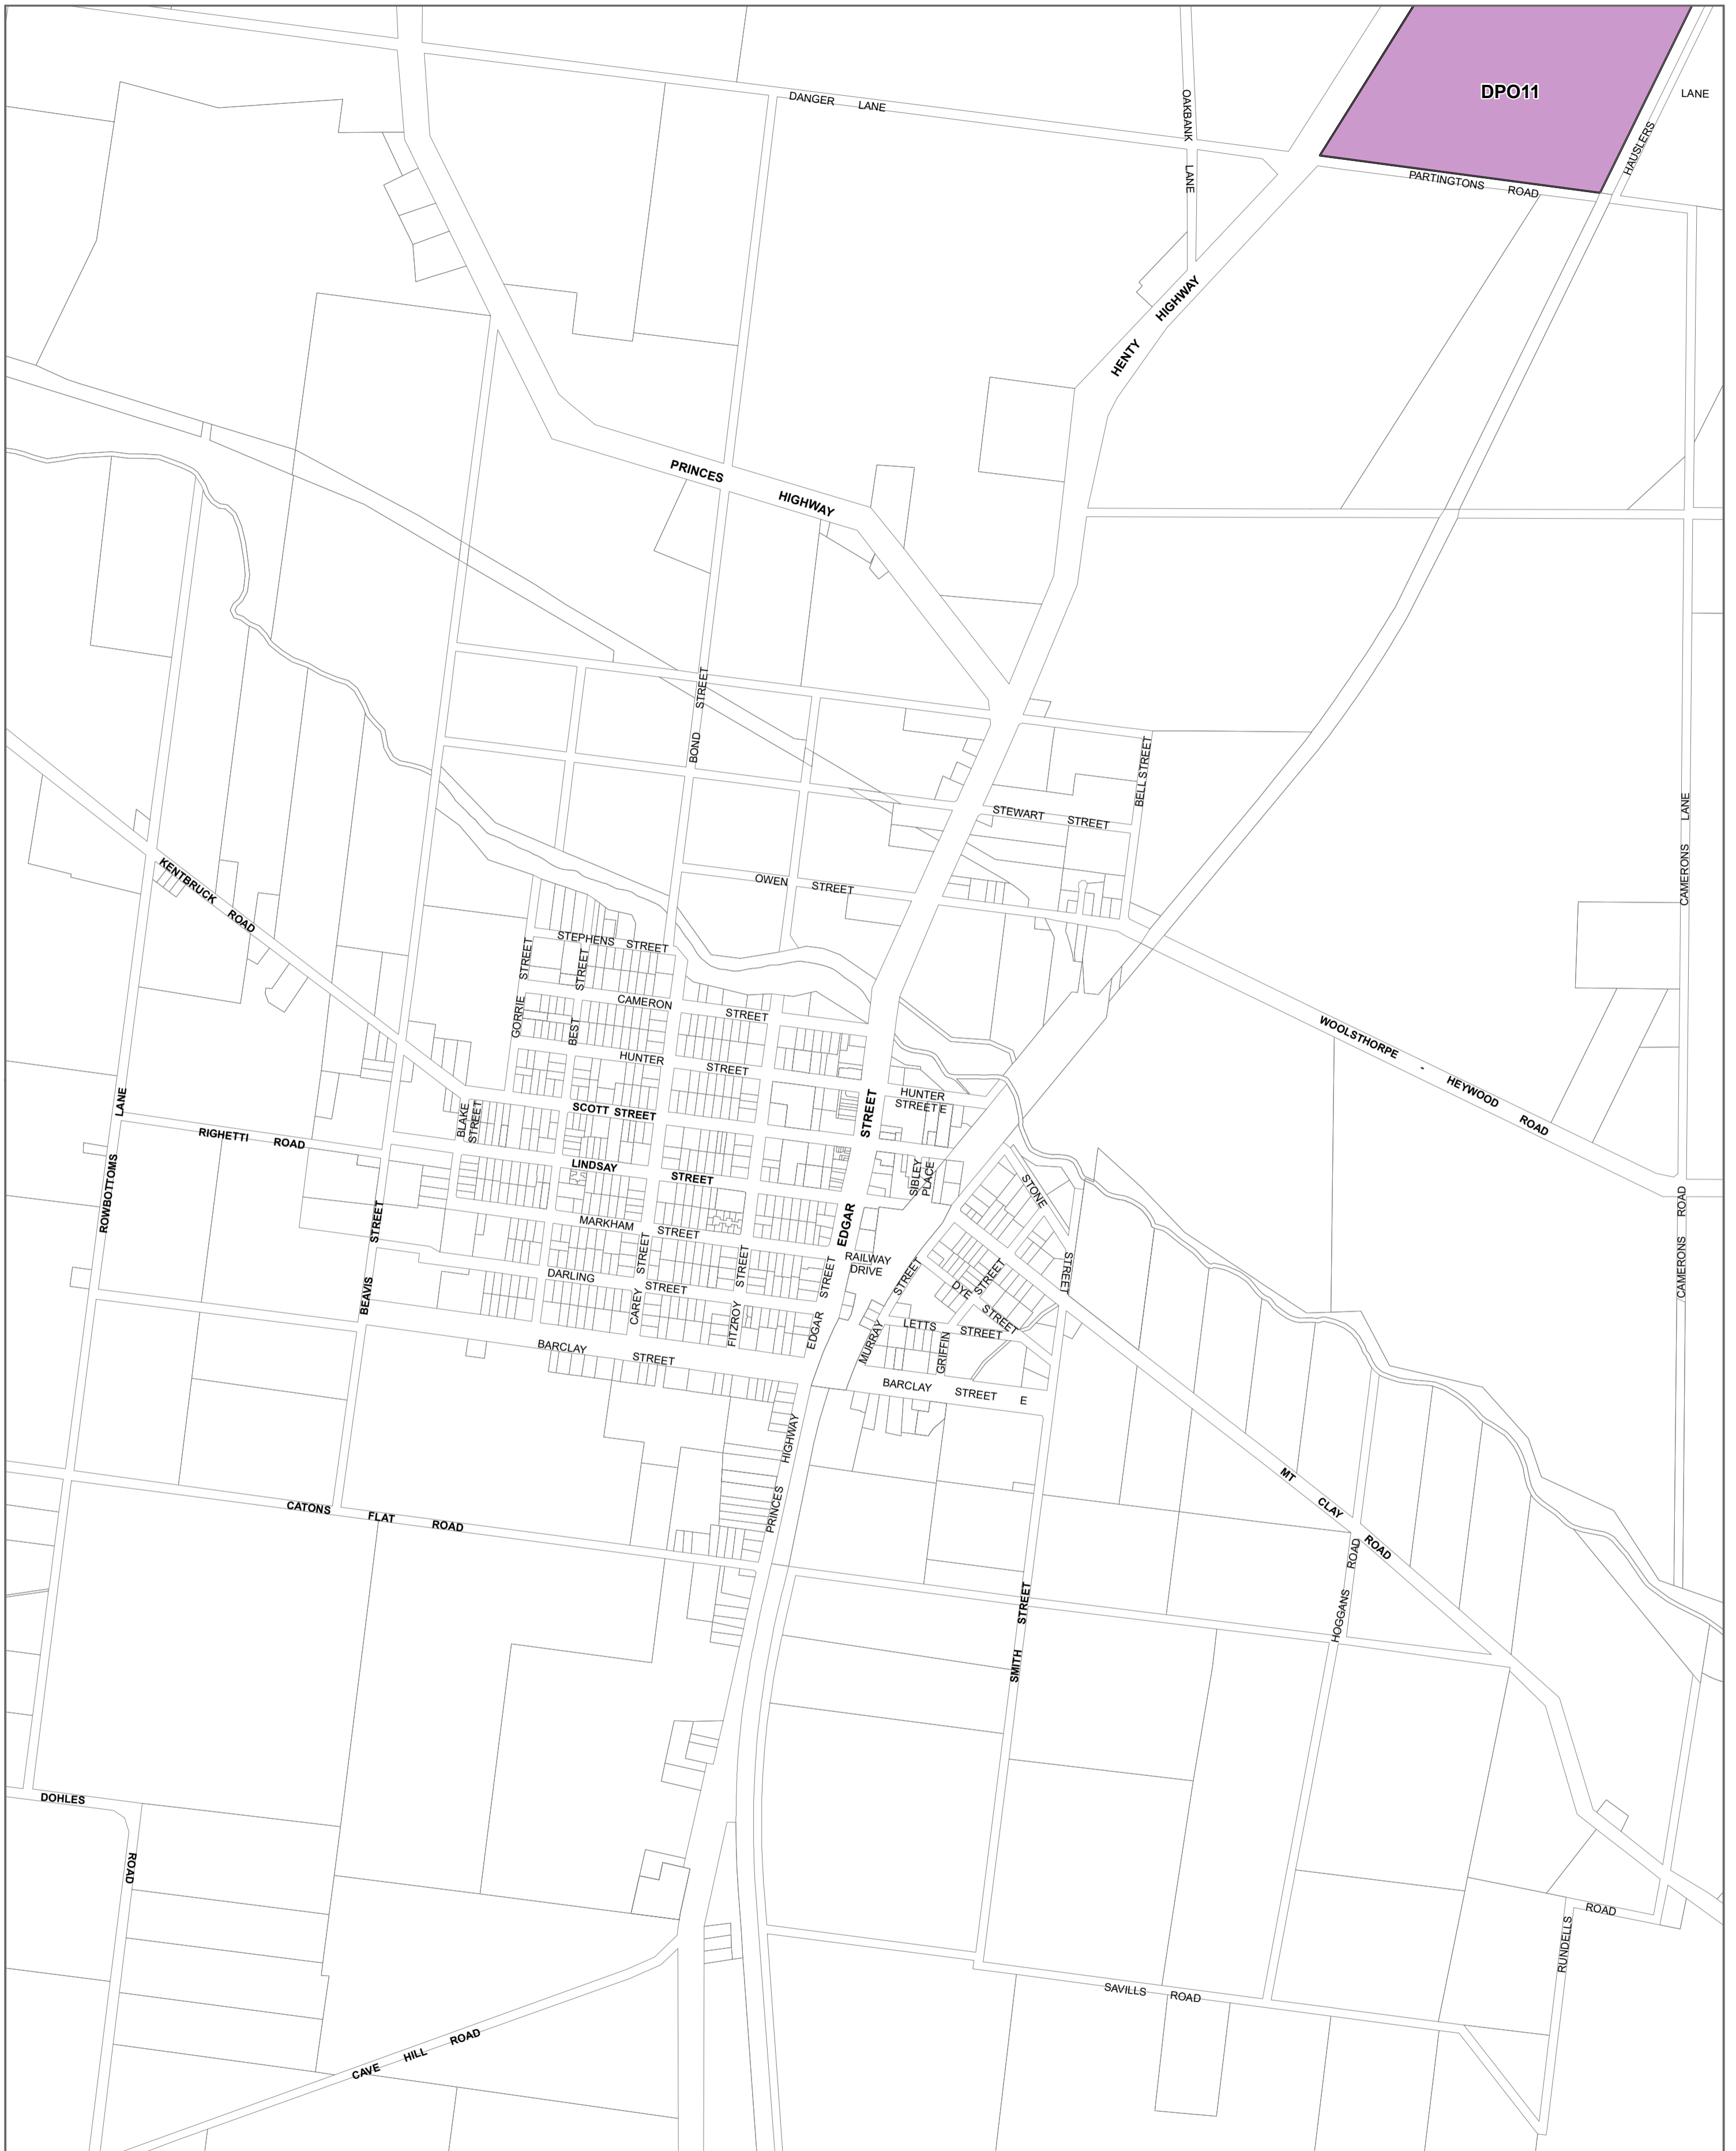 DPO11
LANE
DANGER LANE
OAKBANK LANE
HAUSLERS
PARTINGTONS ROAD
HENTY HIGHWAY
PRINCES HIGHWAY
BOND STREET
BELL STREET
STEWART STREET
CAMERONS LANE
KENTBRUCK ROAD
OWEN STREET
STEPHENS STREET
GORRIE STREET
BEST STREET
CAMERON STREET
HUNTER STREET
WOOLSTHORPE - HEYWOOD ROAD
HUNTER
STREET E
EDGAR STREET
SCOTT STREET
BLAKE
STREET
ROWBOTTOMS LANE
RIGHETTI ROAD
LINDSAY STREET
SIBLEY
PLACE
STONE STREET
CAMERONS ROAD
MARKHAM STREET
BEAVIS STREET
RAILWAY
DRIVE
DARLING STREET
CAREY STREET
FITZROY STREET
EDGAR STREET
MURRAY STREET
DYE STREET
GRIFFIN STREET
LETTS STREET
BARCLAY STREET
BARCLAY STREET E
PRINCES HIGHWAY
MT CLAY ROAD
CATONS FLAT ROAD
HOGGANS ROAD
SMITH STREET
DOHLES ROAD
RUNDELLS ROAD
SAVILLS ROAD
CAVE HILL ROAD